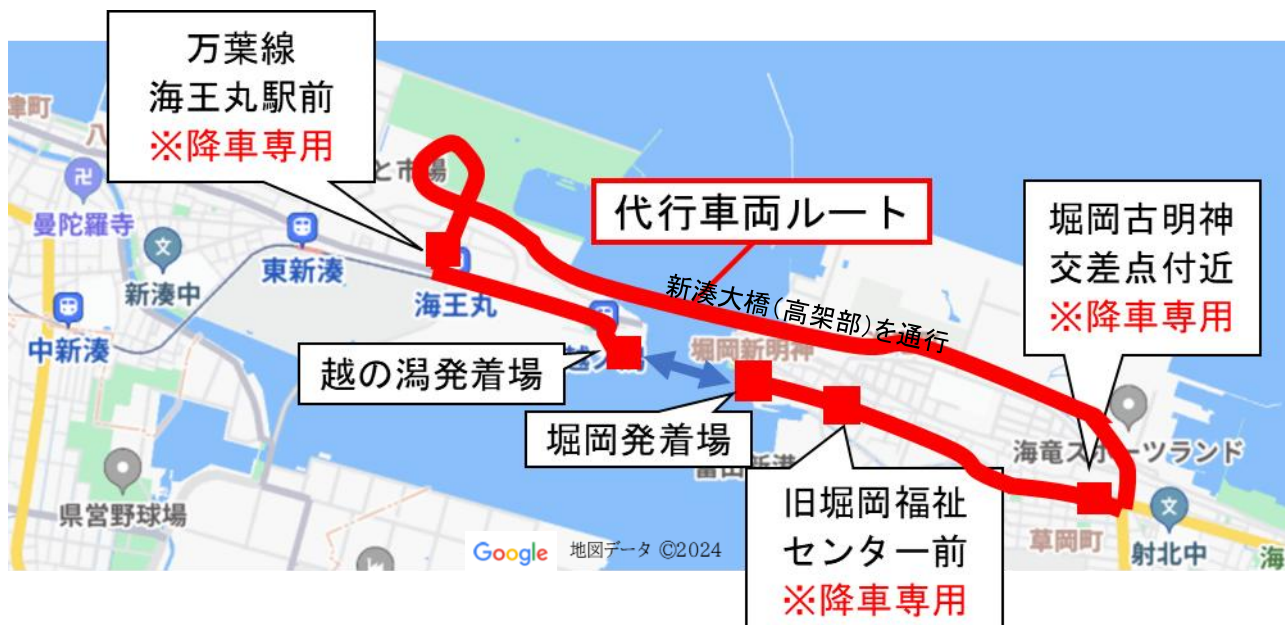 万葉線
海王丸駅前
※降車専用
津町
八
と市場
代行車両ルート
堀岡古明神
交差点付近
※降車専用
曼陀羅寺
新湊中
東新湊
海王丸
中新湊
新湊大橋(高架部)を通行
堀岡新明神
越の潟発着場
堀岡発着場
海竜スポーツランド
旧堀岡福祉
センター前
※降車専用
県営野球場
草岡町
射北中
海
Google 地図データ ©2024